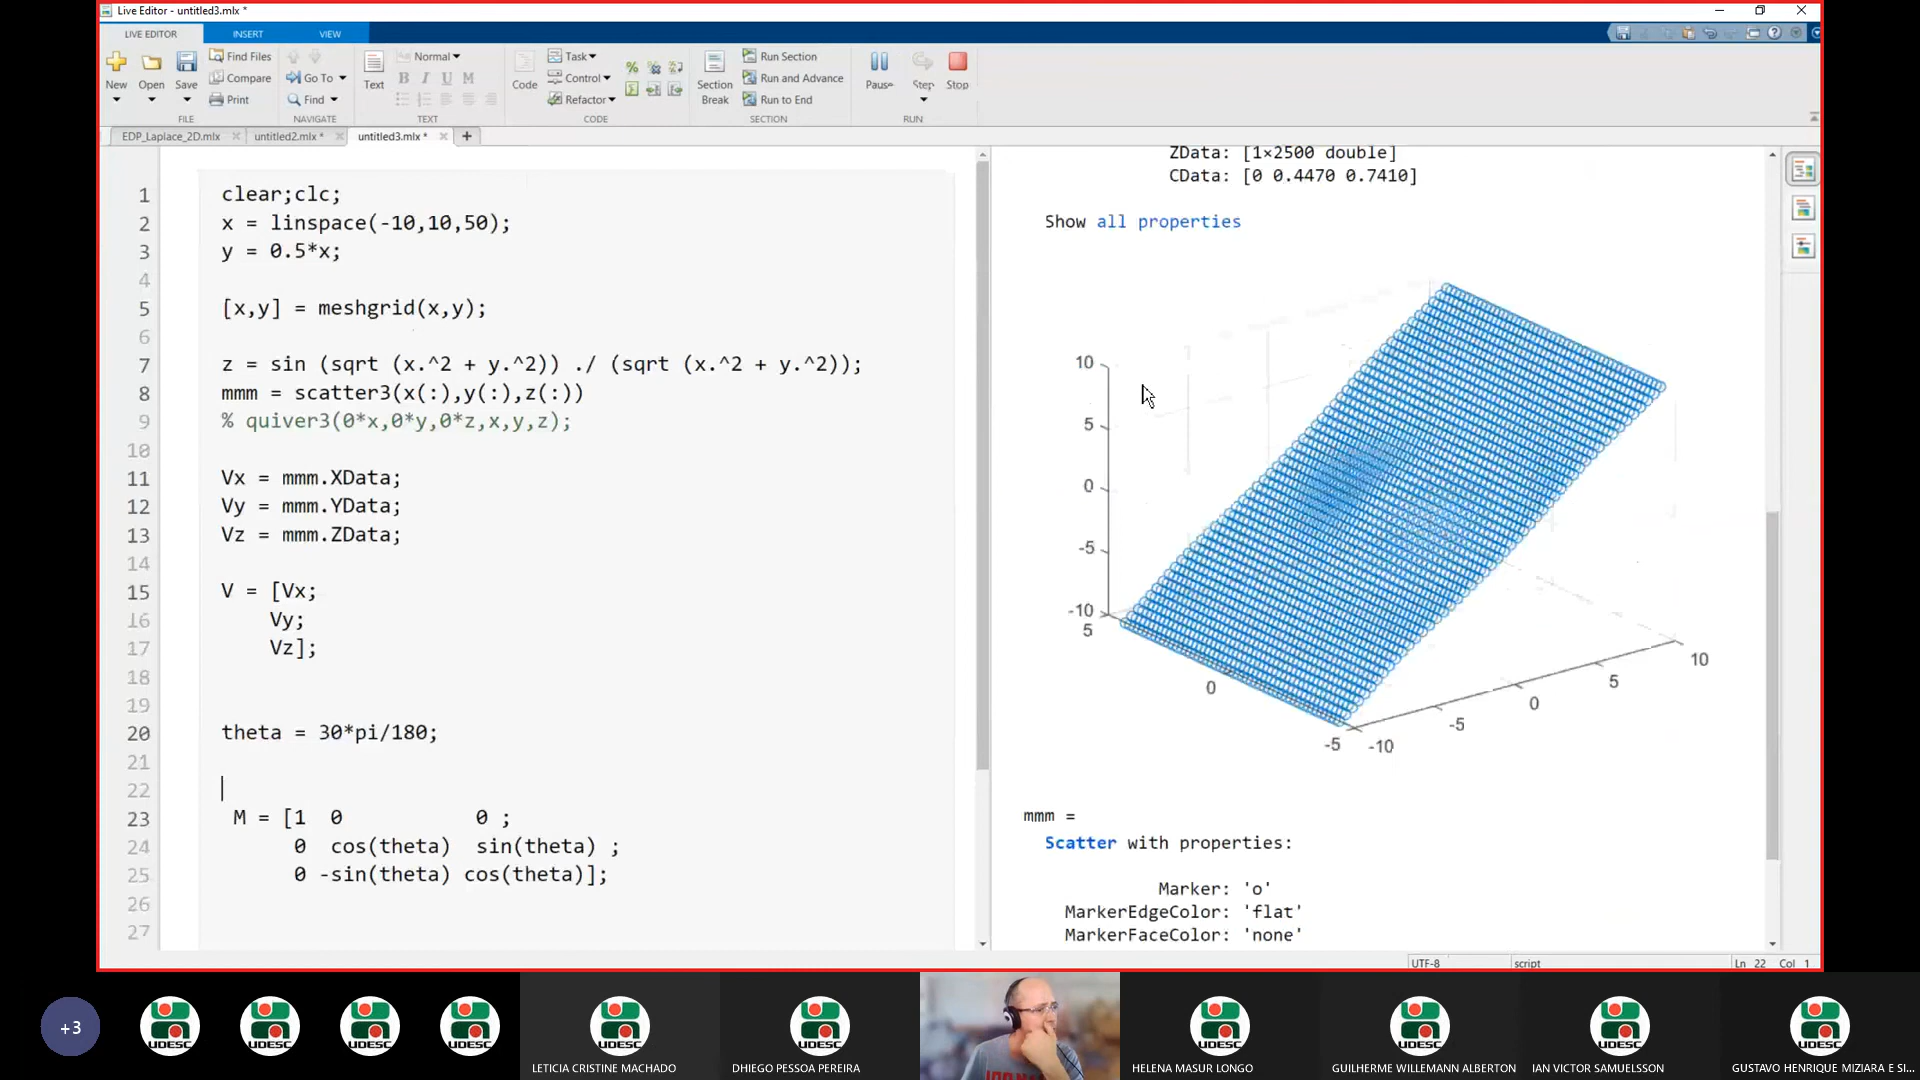 Live Editor - untitled3.mlx *
LIVE EDITOR
INSERT
VIEW
New
Open
Save
Find Files
Compare
Print
FILE
Go To
Find
NAVIGATE
Text
Normal
B I U M
TEXT
Code
Task
Control
Refactor
CODE
Section
Break
Run Section
Run and Advance
Run to End
SECTION
Pause
Step
Stop
RUN
EDP_Laplace_2D.mlx
untitled2.mlx *
untitled3.mlx *
1 clear;clc;
2 x = linspace(-10,10,50);
3 y = 0.5*x;
4
5 [x,y] = meshgrid(x,y);
6
7 z = sin (sqrt (x.^2 + y.^2)) ./ (sqrt (x.^2 + y.^2));
8 mmm = scatter3(x(:),y(:),z(:))
9 % quiver3(0*x,0*y,0*z,x,y,z);
10
11 Vx = mmm.XData;
12 Vy = mmm.YData;
13 Vz = mmm.ZData;
14
15 V = [Vx;
16 Vy;
17 Vz];
18
19
20 theta = 30*pi/180;
21
22
23 M = [1 0 0 ;
24 0 cos(theta) sin(theta) ;
25 0 -sin(theta) cos(theta)];
26
27
ZData: [1×2500 double]
CData: [0 0.4470 0.7410]
Show all properties
10
5
0
-5
-10
5
0
-5
-10
-5
0
5
10
mmm =
Scatter with properties:
Marker: 'o'
MarkerEdgeColor: 'flat'
MarkerFaceColor: 'none'
UTF-8
script
Ln 22 Col 1
+3
UDESC
UDESC
UDESC
UDESC
UDESC
LETICIA CRISTINE MACHADO
UDESC
DHIEGO PESSOA PEREIRA
UDESC
HELENA MASUR LONGO
UDESC
GUILHERME WILLEMANN ALBERTON
UDESC
IAN VICTOR SAMUELSSON
UDESC
GUSTAVO HENRIQUE MIZIARA E SI...